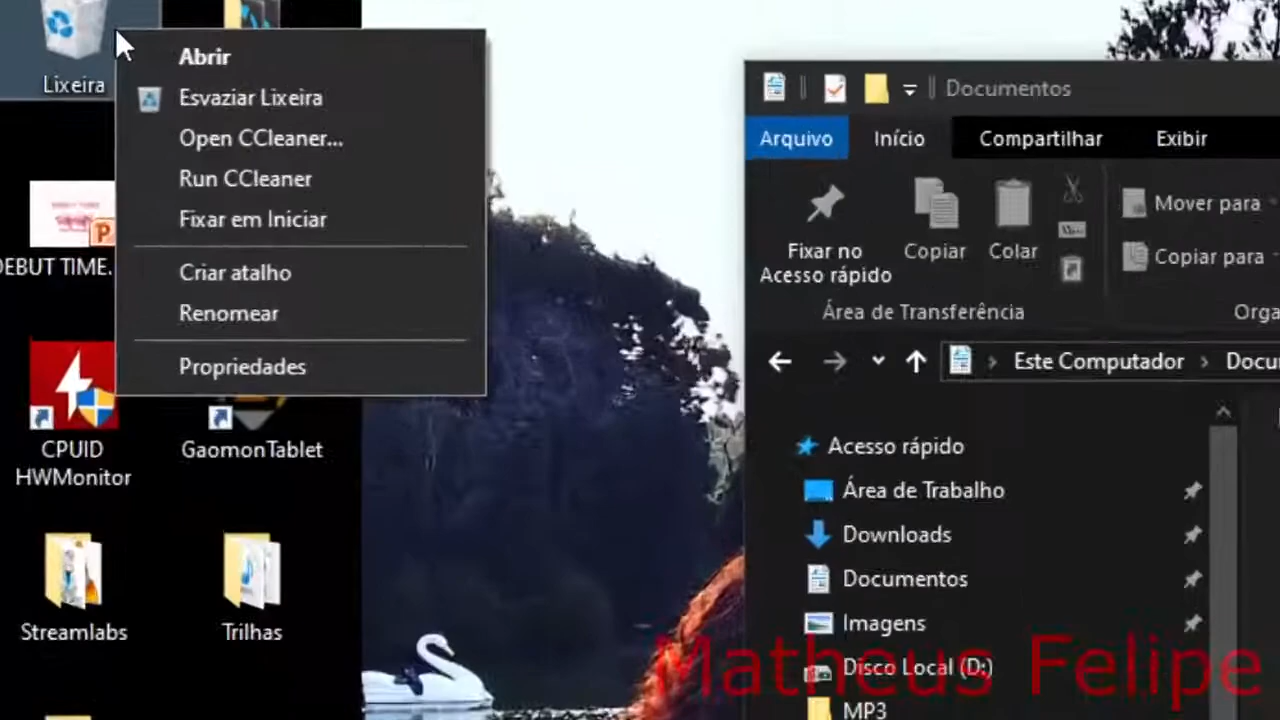 Lixeira
Abrir
Esvaziar Lixeira
Open CCleaner...
Run CCleaner
Fixar em Iniciar
Criar atalho
Renomear
Propriedades
DEBUT TIME.
CPUID
HWMonitor
GaomonTablet
Streamlabs
Trilhas
Documentos
Arquivo
Início
Compartilhar
Exibir
Fixar no
Acesso rápido
Copiar
Colar
Mover para
Copiar para
Área de Transferência
Orga
Este Computador
Docu
Acesso rápido
Área de Trabalho
Downloads
Documentos
Imagens
Disco Local (D:)
MP3
Matheus Felipe